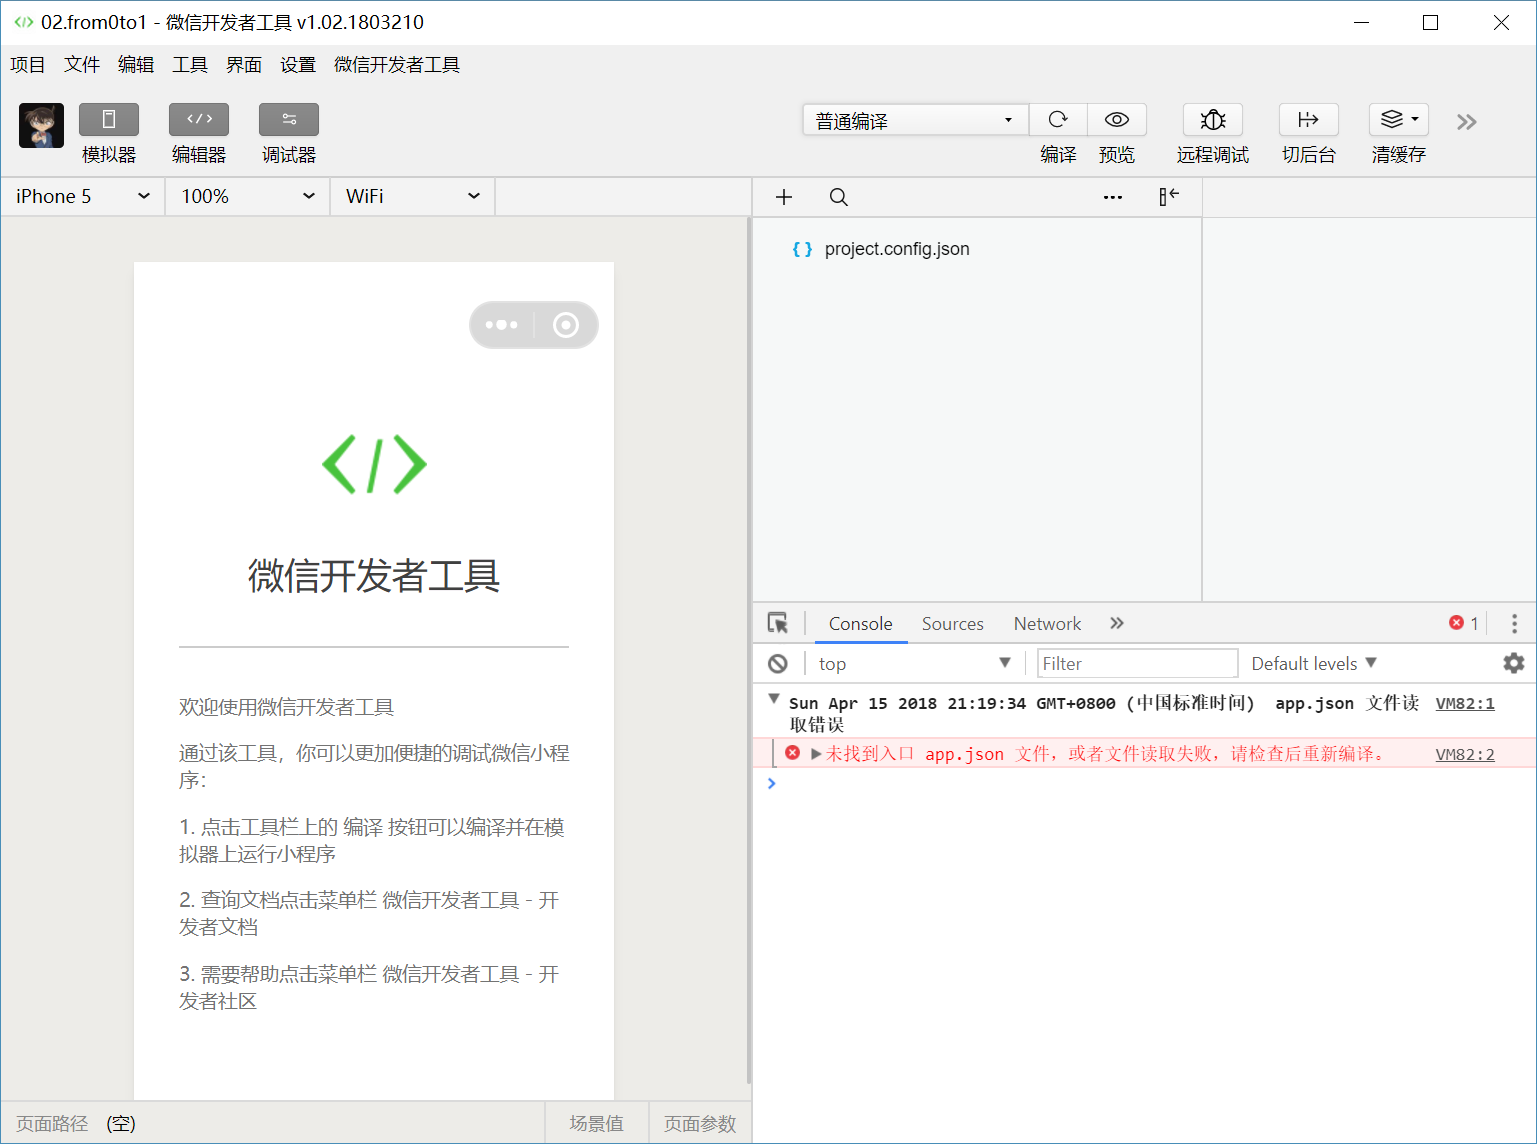 02.from0to1 - 微信开发者工具 v1.02.1803210
项目 文件 编辑 工具 界面 设置 微信开发者工具
普通编译
模拟器 编辑器 调试器 编译 预览 远程调试 切后台 清缓存
iPhone 5 100% WiFi
{ } project.config.json
</>
微信开发者工具
欢迎使用微信开发者工具
通过该工具，你可以更加便捷的调试微信小程
序：
1. 点击工具栏上的 编译 按钮可以编译并在模
拟器上运行小程序
2. 查询文档点击菜单栏 微信开发者工具 - 开
发者文档
3. 需要帮助点击菜单栏 微信开发者工具 - 开
发者社区
页面路径 (空) 场景值 页面参数
Console Sources Network 1
top Filter Default levels
Sun Apr 15 2018 21:19:34 GMT+0800 (中国标准时间) app.json 文件读 VM82:1
取错误
未找到入口 app.json 文件，或者文件读取失败，请检查后重新编译。 VM82:2